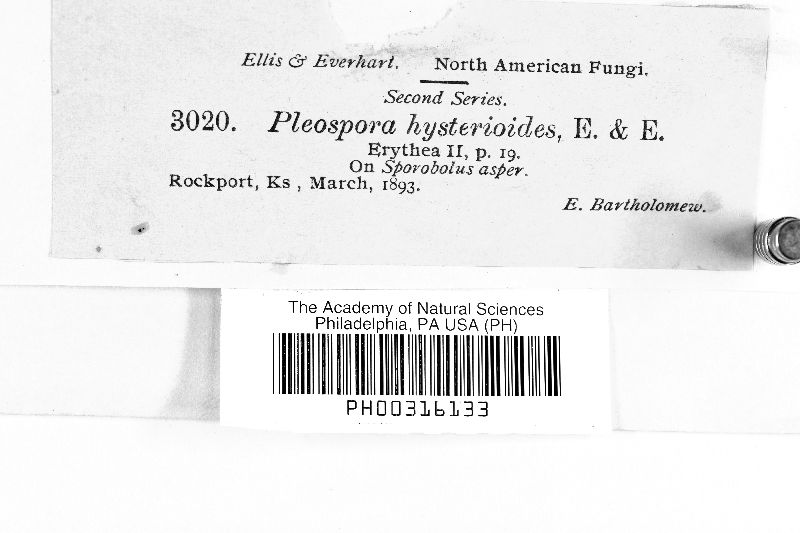 Ellis & Everhart. North American Fungi.
Second Series.
3020. Pleospora hysterioides, E. & E.
Erythea II, p. 19.
On Sporobolus asper.
Rockport, Ks , March, 1893.
E. Bartholomew.
The Academy of Natural Sciences
Philadelphia, PA USA (PH)
PH00316133